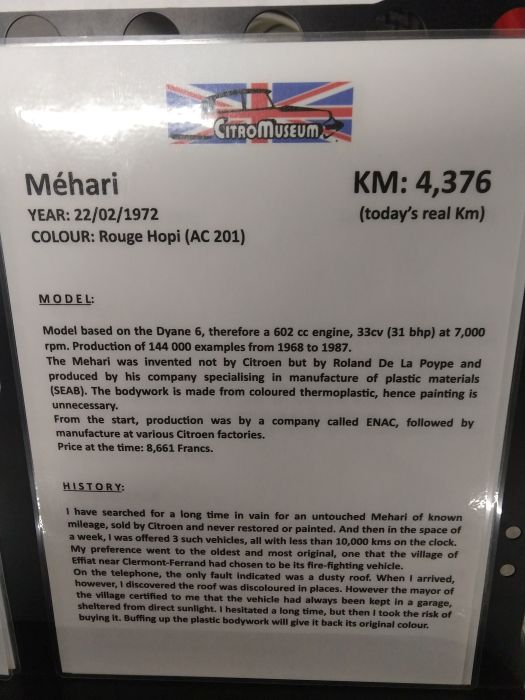 CITROMUSEUM
Méhari
KM: 4,376
YEAR: 22/02/1972
(today's real Km)
COLOUR: Rouge Hopi (AC 201)
MODEL:
Model based on the Dyane 6, therefore a 602 cc engine, 33cv (31 bhp) at 7,000
rpm. Production of 144 000 examples from 1968 to 1987.
The Mehari was invented not by Citroen but by Roland De La Poype and
produced by his company specialising in manufacture of plastic materials
(SEAB). The bodywork is made from coloured thermoplastic, hence painting is
unnecessary.
From the start, production was by a company called ENAC, followed by
manufacture at various Citroen factories.
Price at the time: 8,661 Francs.
HISTORY:
I have searched for a long time in vain for an untouched Mehari of known
mileage, sold by Citroen and never restored or painted. And then in the space of
a week, I was offered 3 such vehicles, all with less than 10,000 kms on the clock.
My preference went to the oldest and most original, one that the village of
Effiat near Clermont-Ferrand had chosen to be its fire-fighting vehicle.
On the telephone, the only fault indicated was a dusty roof. When I arrived,
however, I discovered the roof was discoloured in places. However the mayor of
the village certified to me that the vehicle had always been kept in a garage,
sheltered from direct sunlight. I hesitated a long time, but then I took the risk of
buying it. Buffing up the plastic bodywork will give it back its original colour.